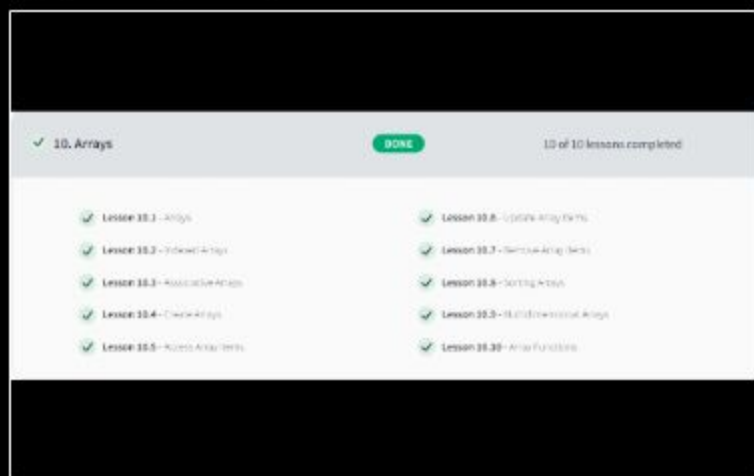 10. Arrays
DONE
10 of 10 lessons completed
Lesson 10.1 - Arrays
Lesson 10.2 - Indexed Arrays
Lesson 10.3 - Associative Arrays
Lesson 10.4 - Create Arrays
Lesson 10.5 - Access Array Items
Lesson 10.6 - Update Array Items
Lesson 10.7 - Remove Array Items
Lesson 10.8 - Sorting Arrays
Lesson 10.9 - Multidimensional Arrays
Lesson 10.10 - Array Functions